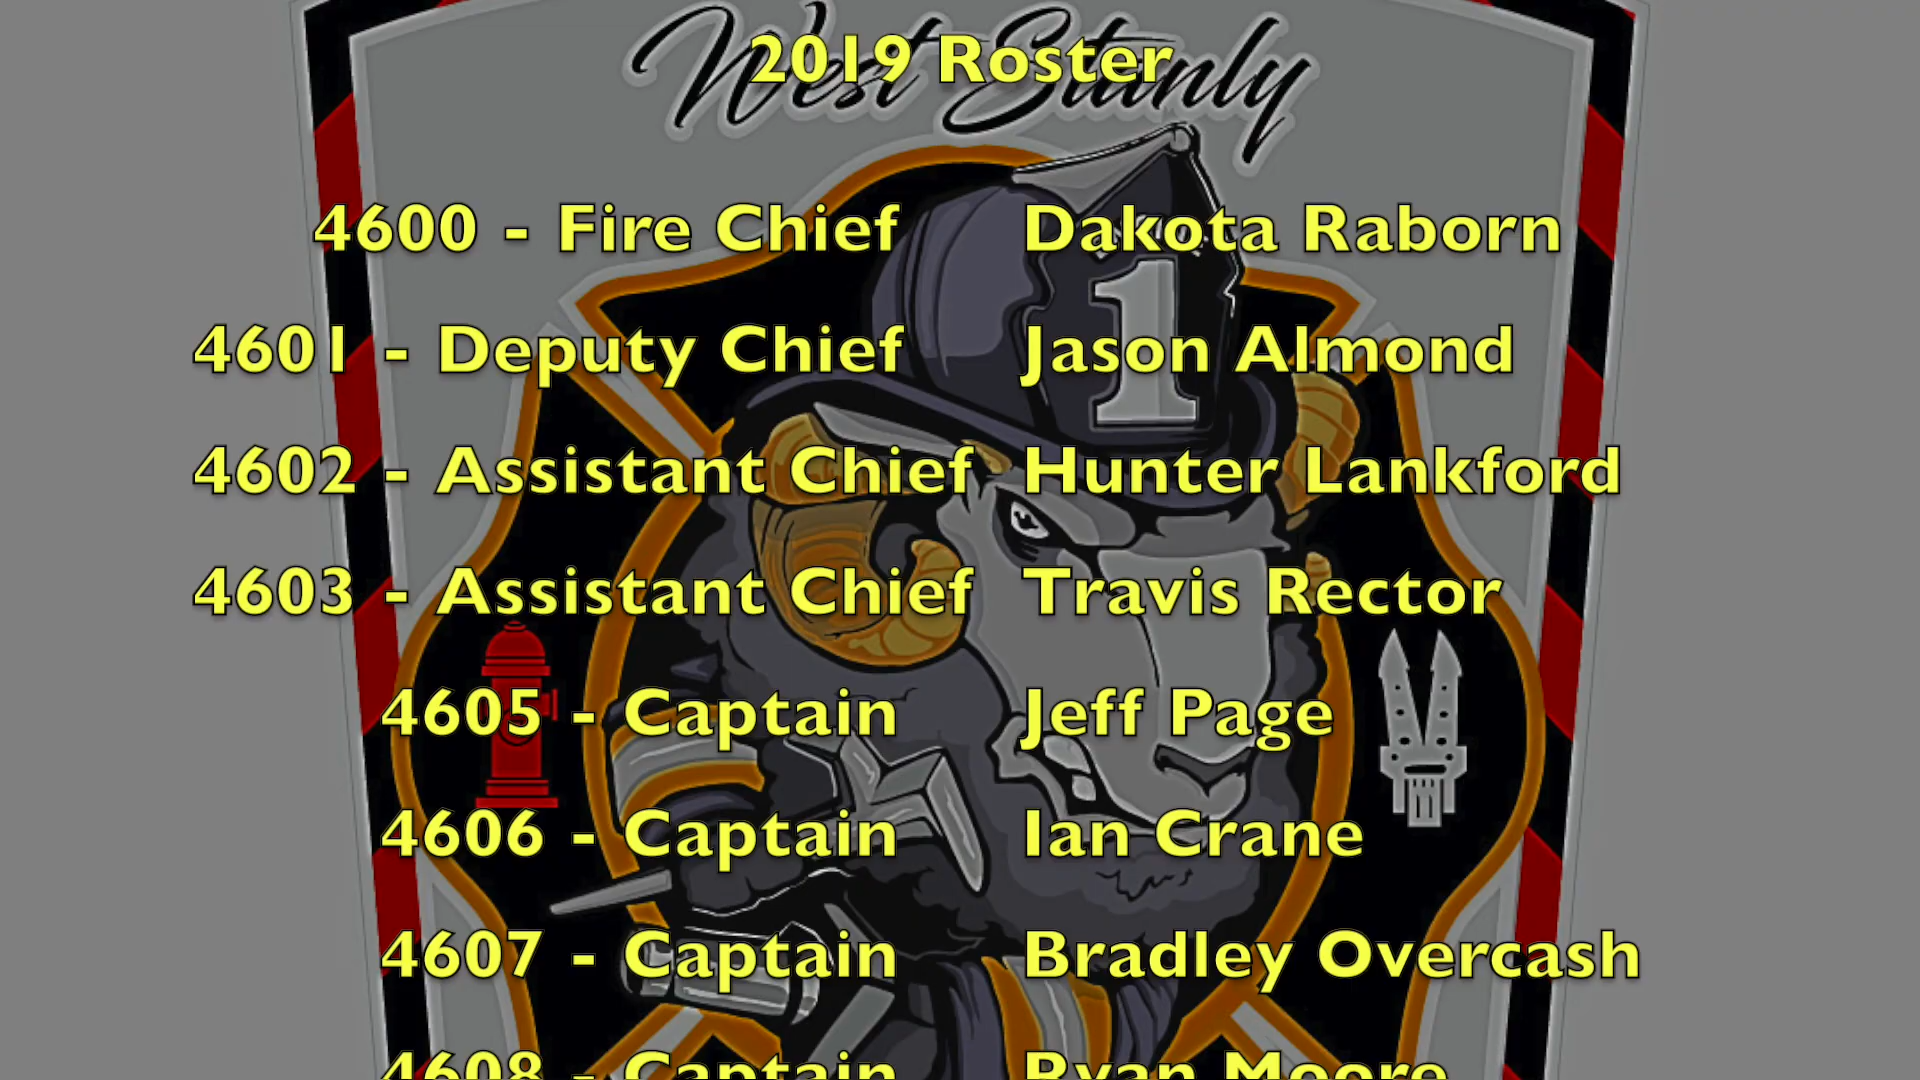 West Stanly
2019 Roster
4600 - Fire Chief Dakota Raborn
1
4601 - Deputy Chief Jason Almond
4602 - Assistant Chief Hunter Lankford
4603 - Assistant Chief Travis Rector
4605 - Captain Jeff Page
4606 - Captain Ian Crane
4607 - Captain Bradley Overcash
4608 - Captain Ryan Moore